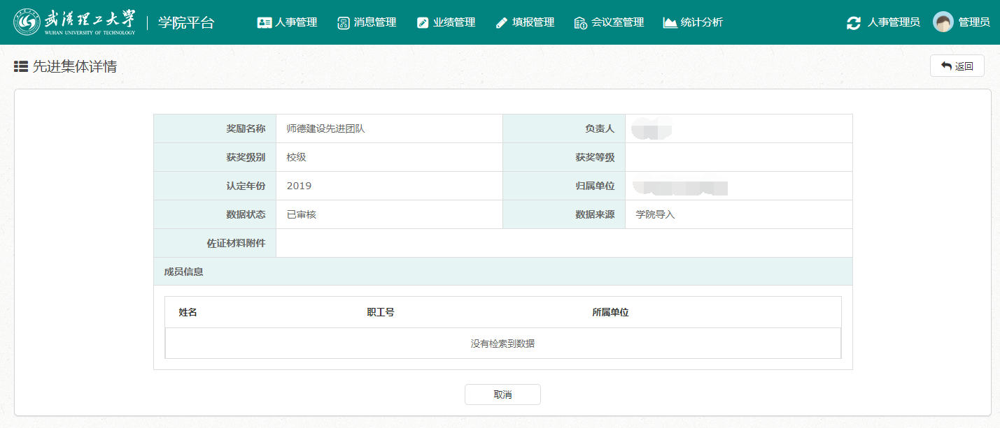 武汉理工大学
WUHAN UNIVERSITY OF TECHNOLOGY
学院平台 人事管理 消息管理 业绩管理 填报管理 会议室管理 统计分析 人事管理员 管理员
先进集体详情 返回
奖励名称 师德建设先进团队 负责人
获奖级别 校级 获奖等级
认定年份 2019 归属单位
数据状态 已审核 数据来源 学院导入
佐证材料附件
成员信息
姓名 职工号 所属单位
没有检索到数据
取消